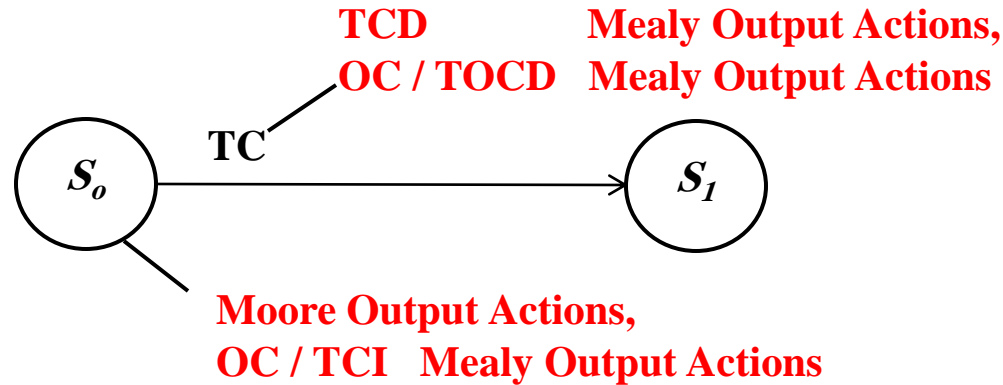 TCD Mealy Output Actions,
OC / TOCD Mealy Output Actions
TC
So
S1
Moore Output Actions,
OC / TCI Mealy Output Actions